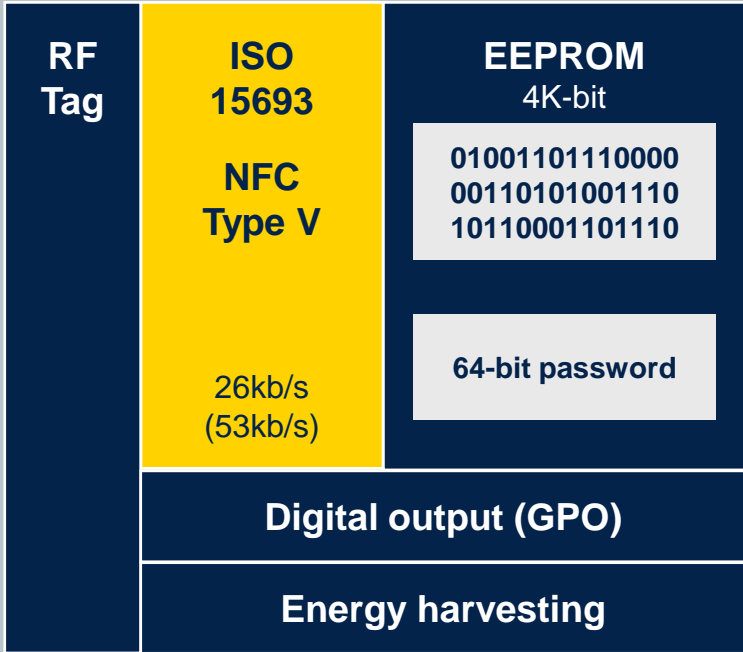 RF
Tag
ISO
15693
NFC
Type V
26kb/s
(53kb/s)
EEPROM
4K-bit
01001101110000
00110101001110
10110001101110
64-bit password
Digital output (GPO)
Energy harvesting